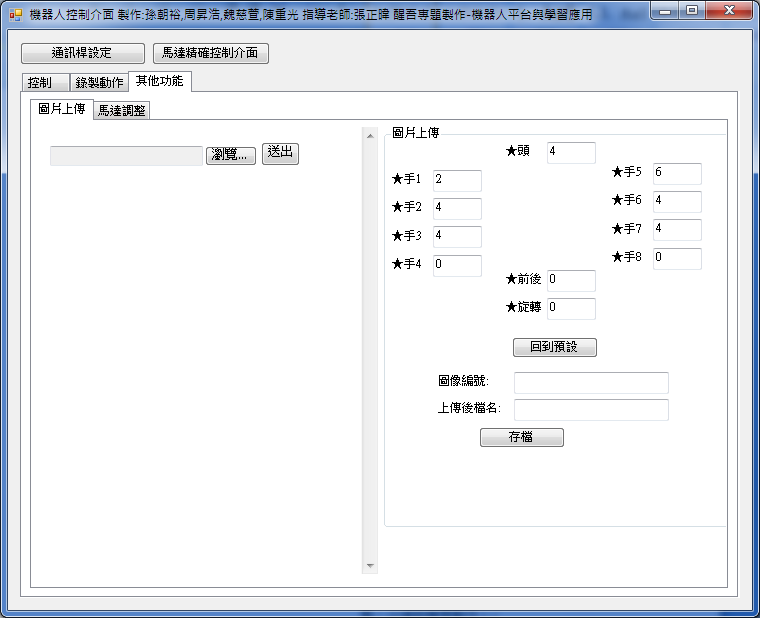 機器人控制介面 製作:孫朝裕,周昇浩,魏慈萱,陳重光 指導老師:張正暐 醒吾專題製作-機器人平台與學習應用
通訊桿設定 馬達精確控制介面
控制 錄製動作 其他功能
圖片上傳 馬達調整
瀏覽... 送出
圖片上傳
★頭 4
★手1 2
★手2 4
★手3 4
★手4 0
★手5 6
★手6 4
★手7 4
★手8 0
★前後 0
★旋轉 0
回到預設
圖像編號:
上傳後檔名:
存檔